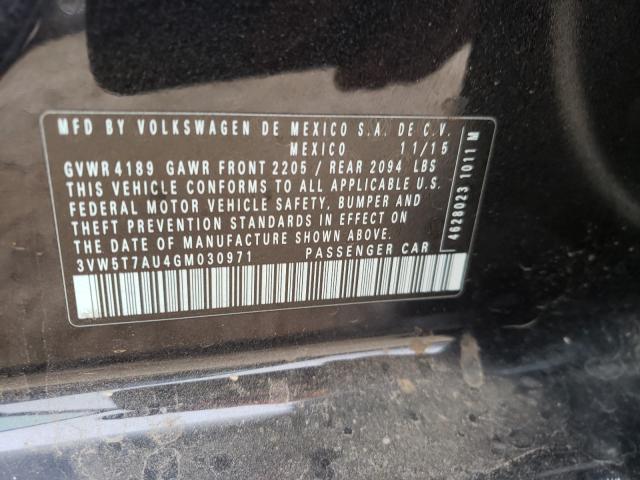 MFD BY VOLKSWAGEN DE MEXICO S.A. DE C.V.
MEXICO 11/15
GVWR 4189 GAWR FRONT 2205 / REAR 2094 LBS
THIS VEHICLE CONFORMS TO ALL APPLICABLE U.S.
FEDERAL MOTOR VEHICLE SAFETY, BUMPER AND
THEFT PREVENTION STANDARDS IN EFFECT ON
THE DATE OF MANUFACTURE SHOWN ABOVE.
3VW5T7AU4GM030971 PASSENGER CAR
4628023 1011 M